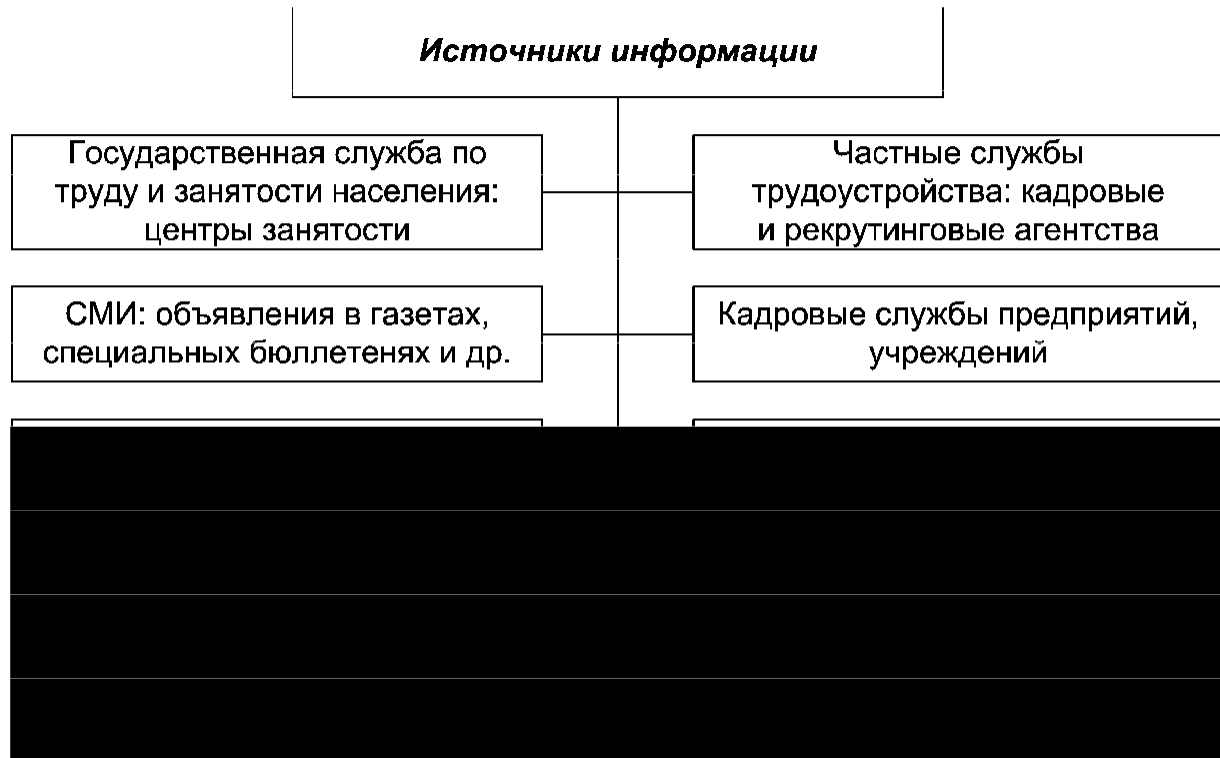 Источники информации
Государственная служба по
труду и занятости населения:
центры занятости
Частные службы
трудоустройства: кадровые
и рекрутинговые агентства
СМИ: объявления в газетах,
специальных бюллетенях и др.
Кадровые службы предприятий,
учреждений